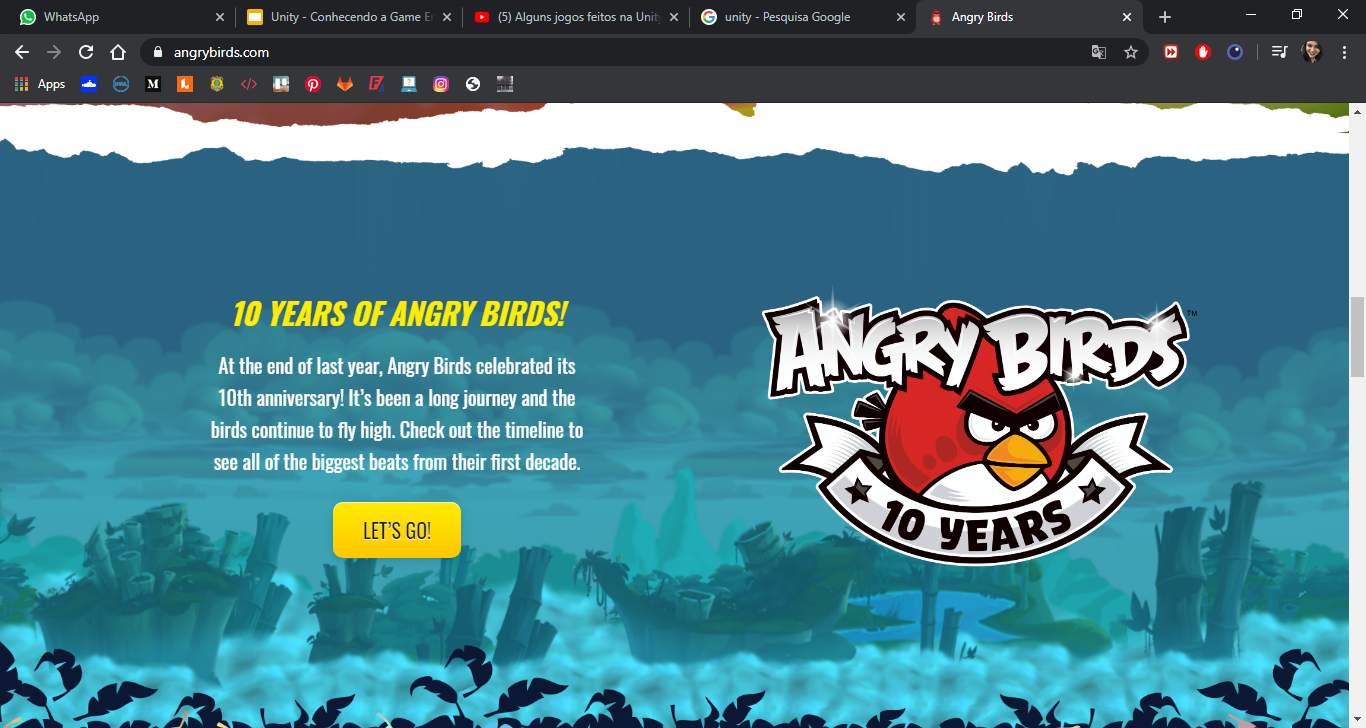 WhatsApp
Unity - Conhecendo a Game E
(5) Alguns jogos feitos na Unit
unity - Pesquisa Google
Angry Birds
angrybirds.com
Apps
10 YEARS OF ANGRY BIRDS!
At the end of last year, Angry Birds celebrated its
10th anniversary! It's been a long journey and the
birds continue to fly high. Check out the timeline to
see all of the biggest beats from their first decade.
LET'S GO!
ANGRY BIRDS™
10 YEARS